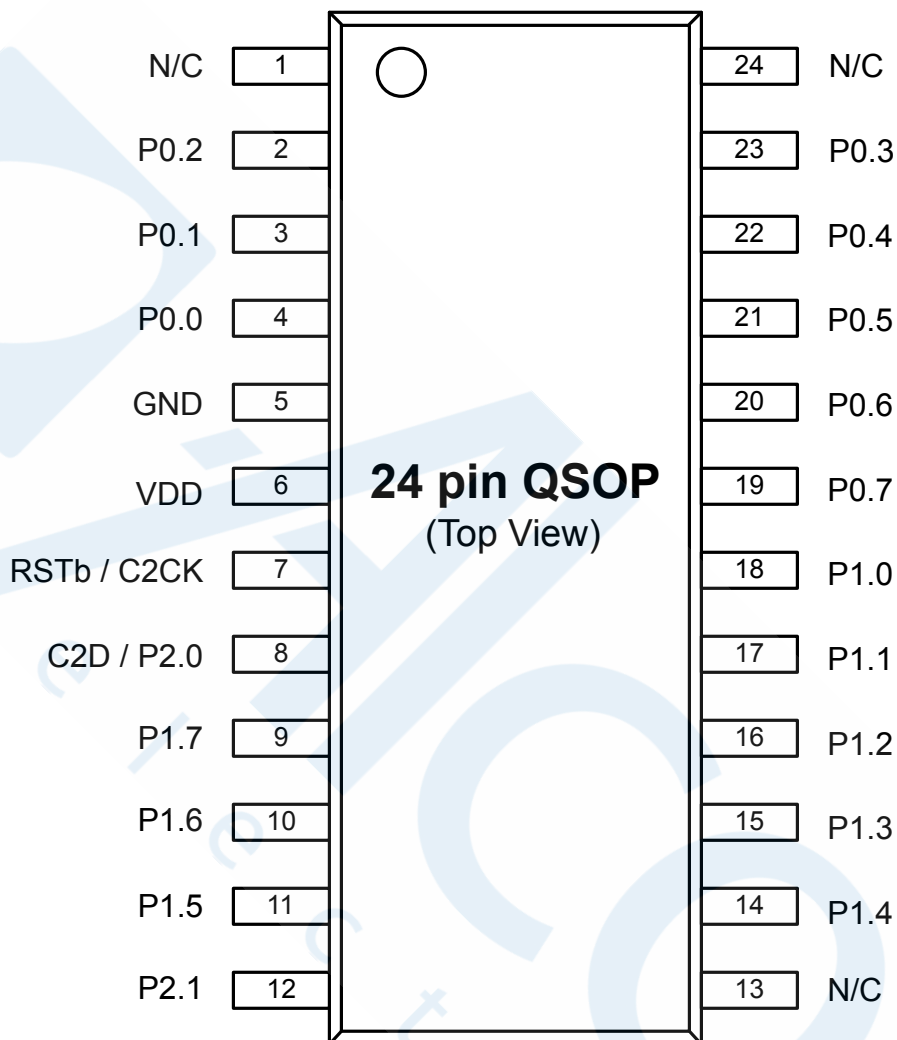 N/C 1 24 N/C
P0.2 2 23 P0.3
P0.1 3 22 P0.4
P0.0 4 21 P0.5
GND 5 20 P0.6
VDD 6 19 P0.7
24 pin QSOP
(Top View)
RSTb / C2CK 7 18 P1.0
C2D / P2.0 8 17 P1.1
P1.7 9 16 P1.2
P1.6 10 15 P1.3
P1.5 11 14 P1.4
P2.1 12 13 N/C